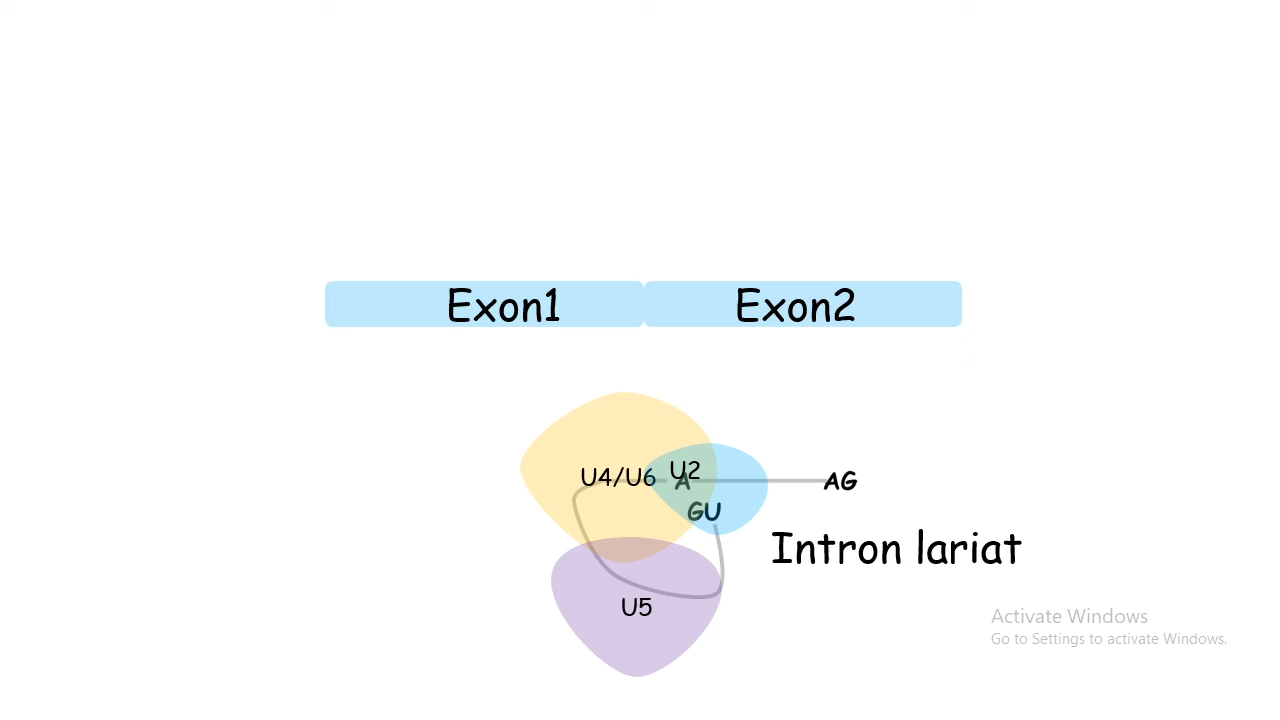 Exon1 Exon2
U4/U6 U2
A
AG
GU
Intron lariat
U5
Activate Windows
Go to Settings to activate Windows.